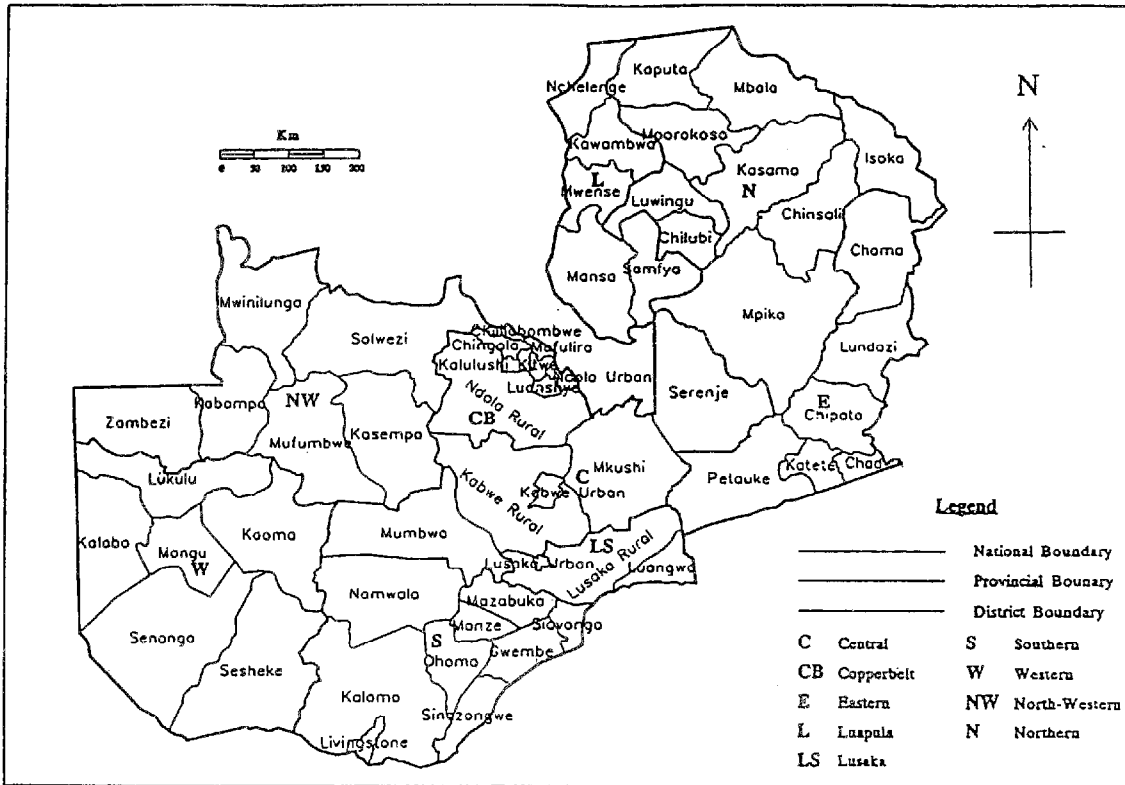 Km
0 50 100 150 200
N
Kaputa
Nchelenge
Mbala
Moorokoso
Kawambwa
Isoka
Kasama
N
L
Mwense
Luwingu
Chinsali
Chilubi
Chama
Mansa
Samfya
Mwinilunga
Mpika
Solwezi
Chililabombwe
Chingola
Mufulira
Kalulushi
Kitwe
Lundazi
Luanshya
Ndola Urban
Serenje
Ndola Rural
CB
Zambezi
Kabompo
NW
Mufumbwe
Kasempa
E
Chipata
Lukulu
Mkushi
C
Petauke
Katete
Chad
Kabwe Rural
Kabwe Urban
Kalabo
Mongu
W
Kaoma
Mumbwa
LS
Lusaka Urban
Lusaka Rural
Luangwa
Namwala
Mazabuka
Monze
Siavonga
Senanga
S
Choma
Gwembe
Sesheke
Kalomo
Sinazongwe
Livingstone
Legend
National Boundary
Provincial Bounary
District Boundary
C Central S Southern
CB Copperbelt W Western
E Eastern NW North-Western
L Luapula N Northern
LS Lusaka